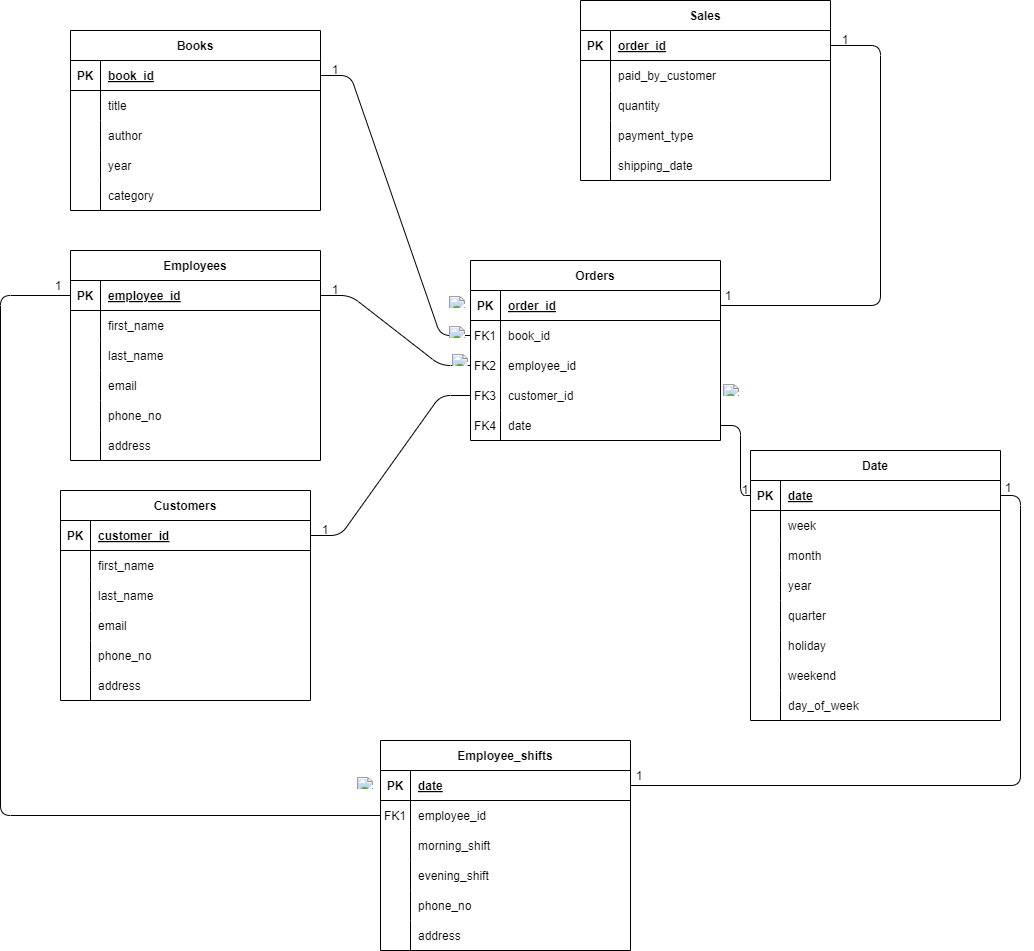 Sales
PK order_id
paid_by_customer
quantity
payment_type
shipping_date
1
Books
PK book_id
title
author
year
category
1
Employees
PK employee_id
first_name
last_name
email
phone_no
address
1
1
Orders
PK order_id
FK1 book_id
FK2 employee_id
FK3 customer_id
FK4 date
1
Customers
PK customer_id
first_name
last_name
email
phone_no
address
1
Date
PK date
week
month
year
quarter
holiday
weekend
day_of_week
1
1
Employee_shifts
PK date
FK1 employee_id
morning_shift
evening_shift
phone_no
address
1